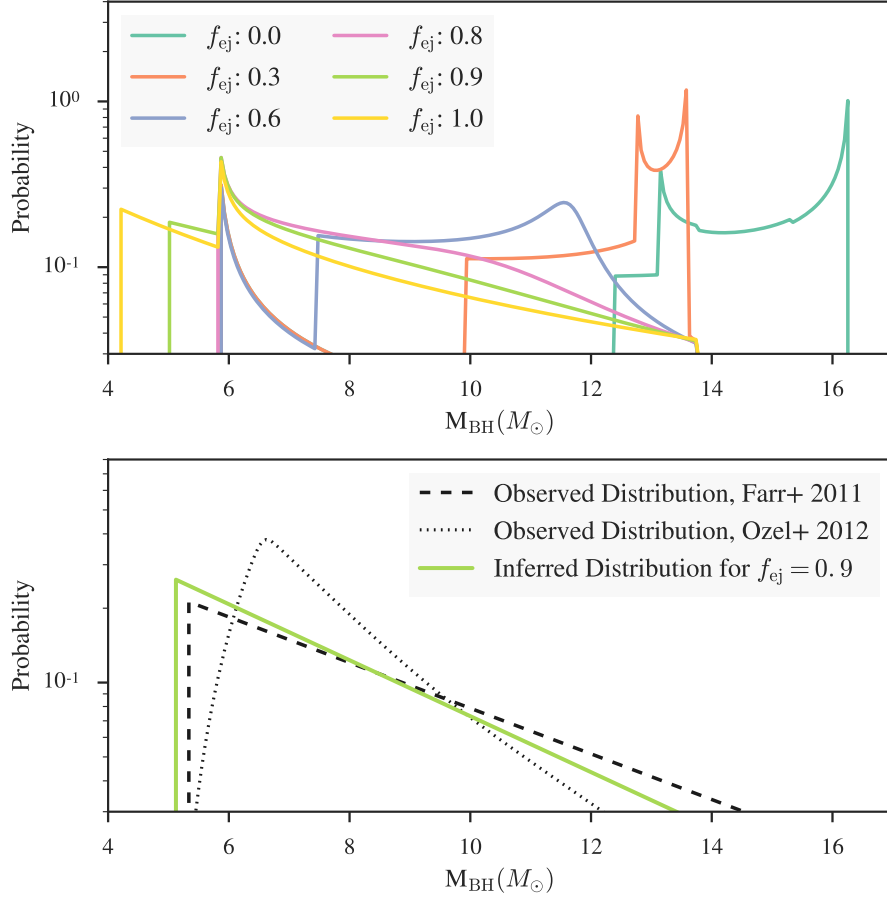 10⁰
10⁻¹
Probability
f_ej: 0.0 f_ej: 0.8
f_ej: 0.3 f_ej: 0.9
f_ej: 0.6 f_ej: 1.0
4 6 8 10 12 14 16
M_BH(M_⊙)
Observed Distribution, Farr+ 2011
Observed Distribution, Ozel+ 2012
Inferred Distribution for f_ej = 0.9
Probability
10⁻¹
4 6 8 10 12 14 16
M_BH(M_⊙)